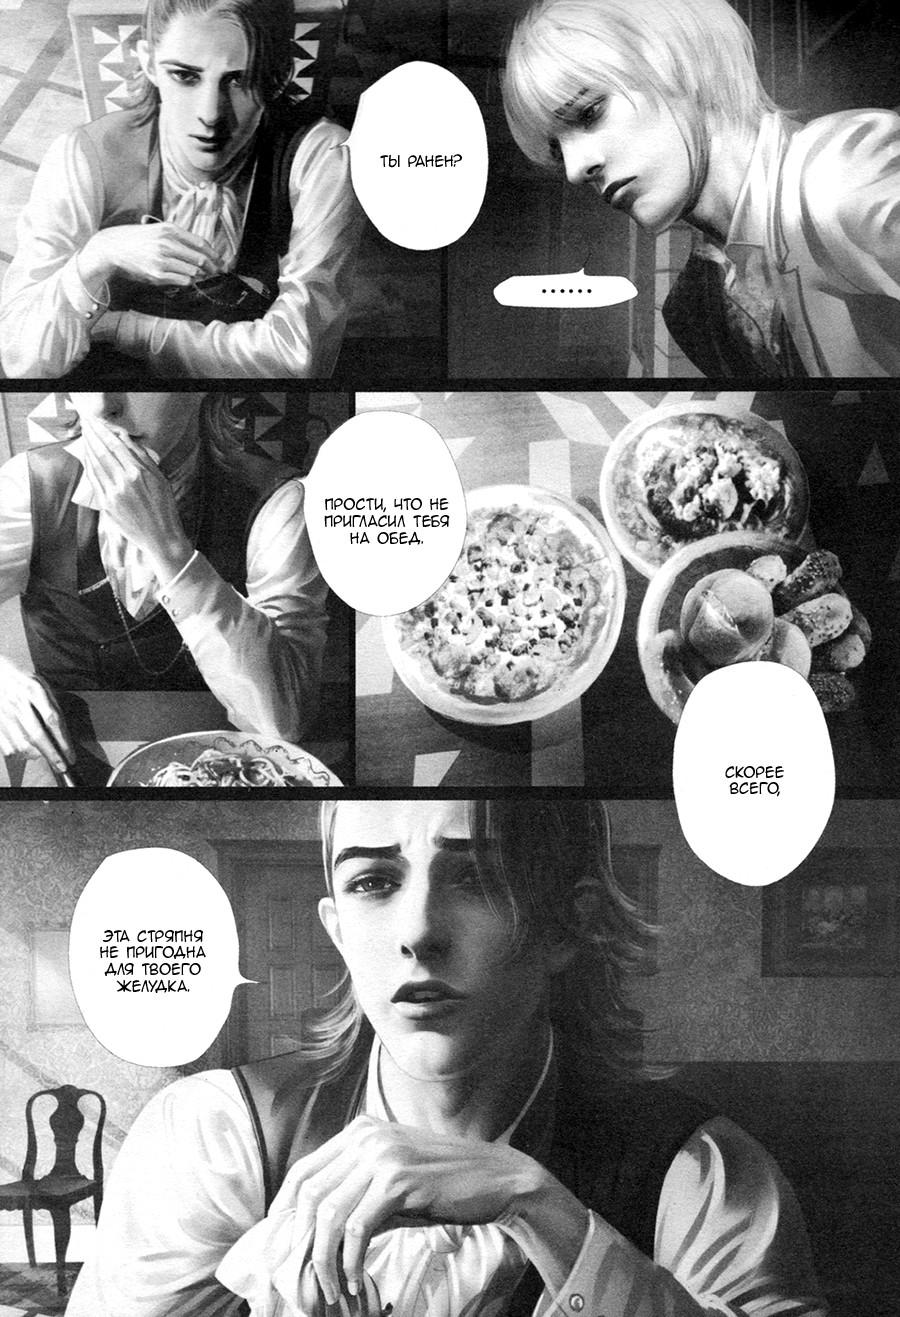 ТЫ РАНЕН?
......
ПРОСТИ, ЧТО НЕ
ПРИГЛАСИЛ ТЕБЯ
НА ОБЕД.
СКОРЕЕ
ВСЕГО,
ЭТА СТРЯПНЯ
НЕ ПРИГОДНА
ДЛЯ ТВОЕГО
ЖЕЛУДКА.